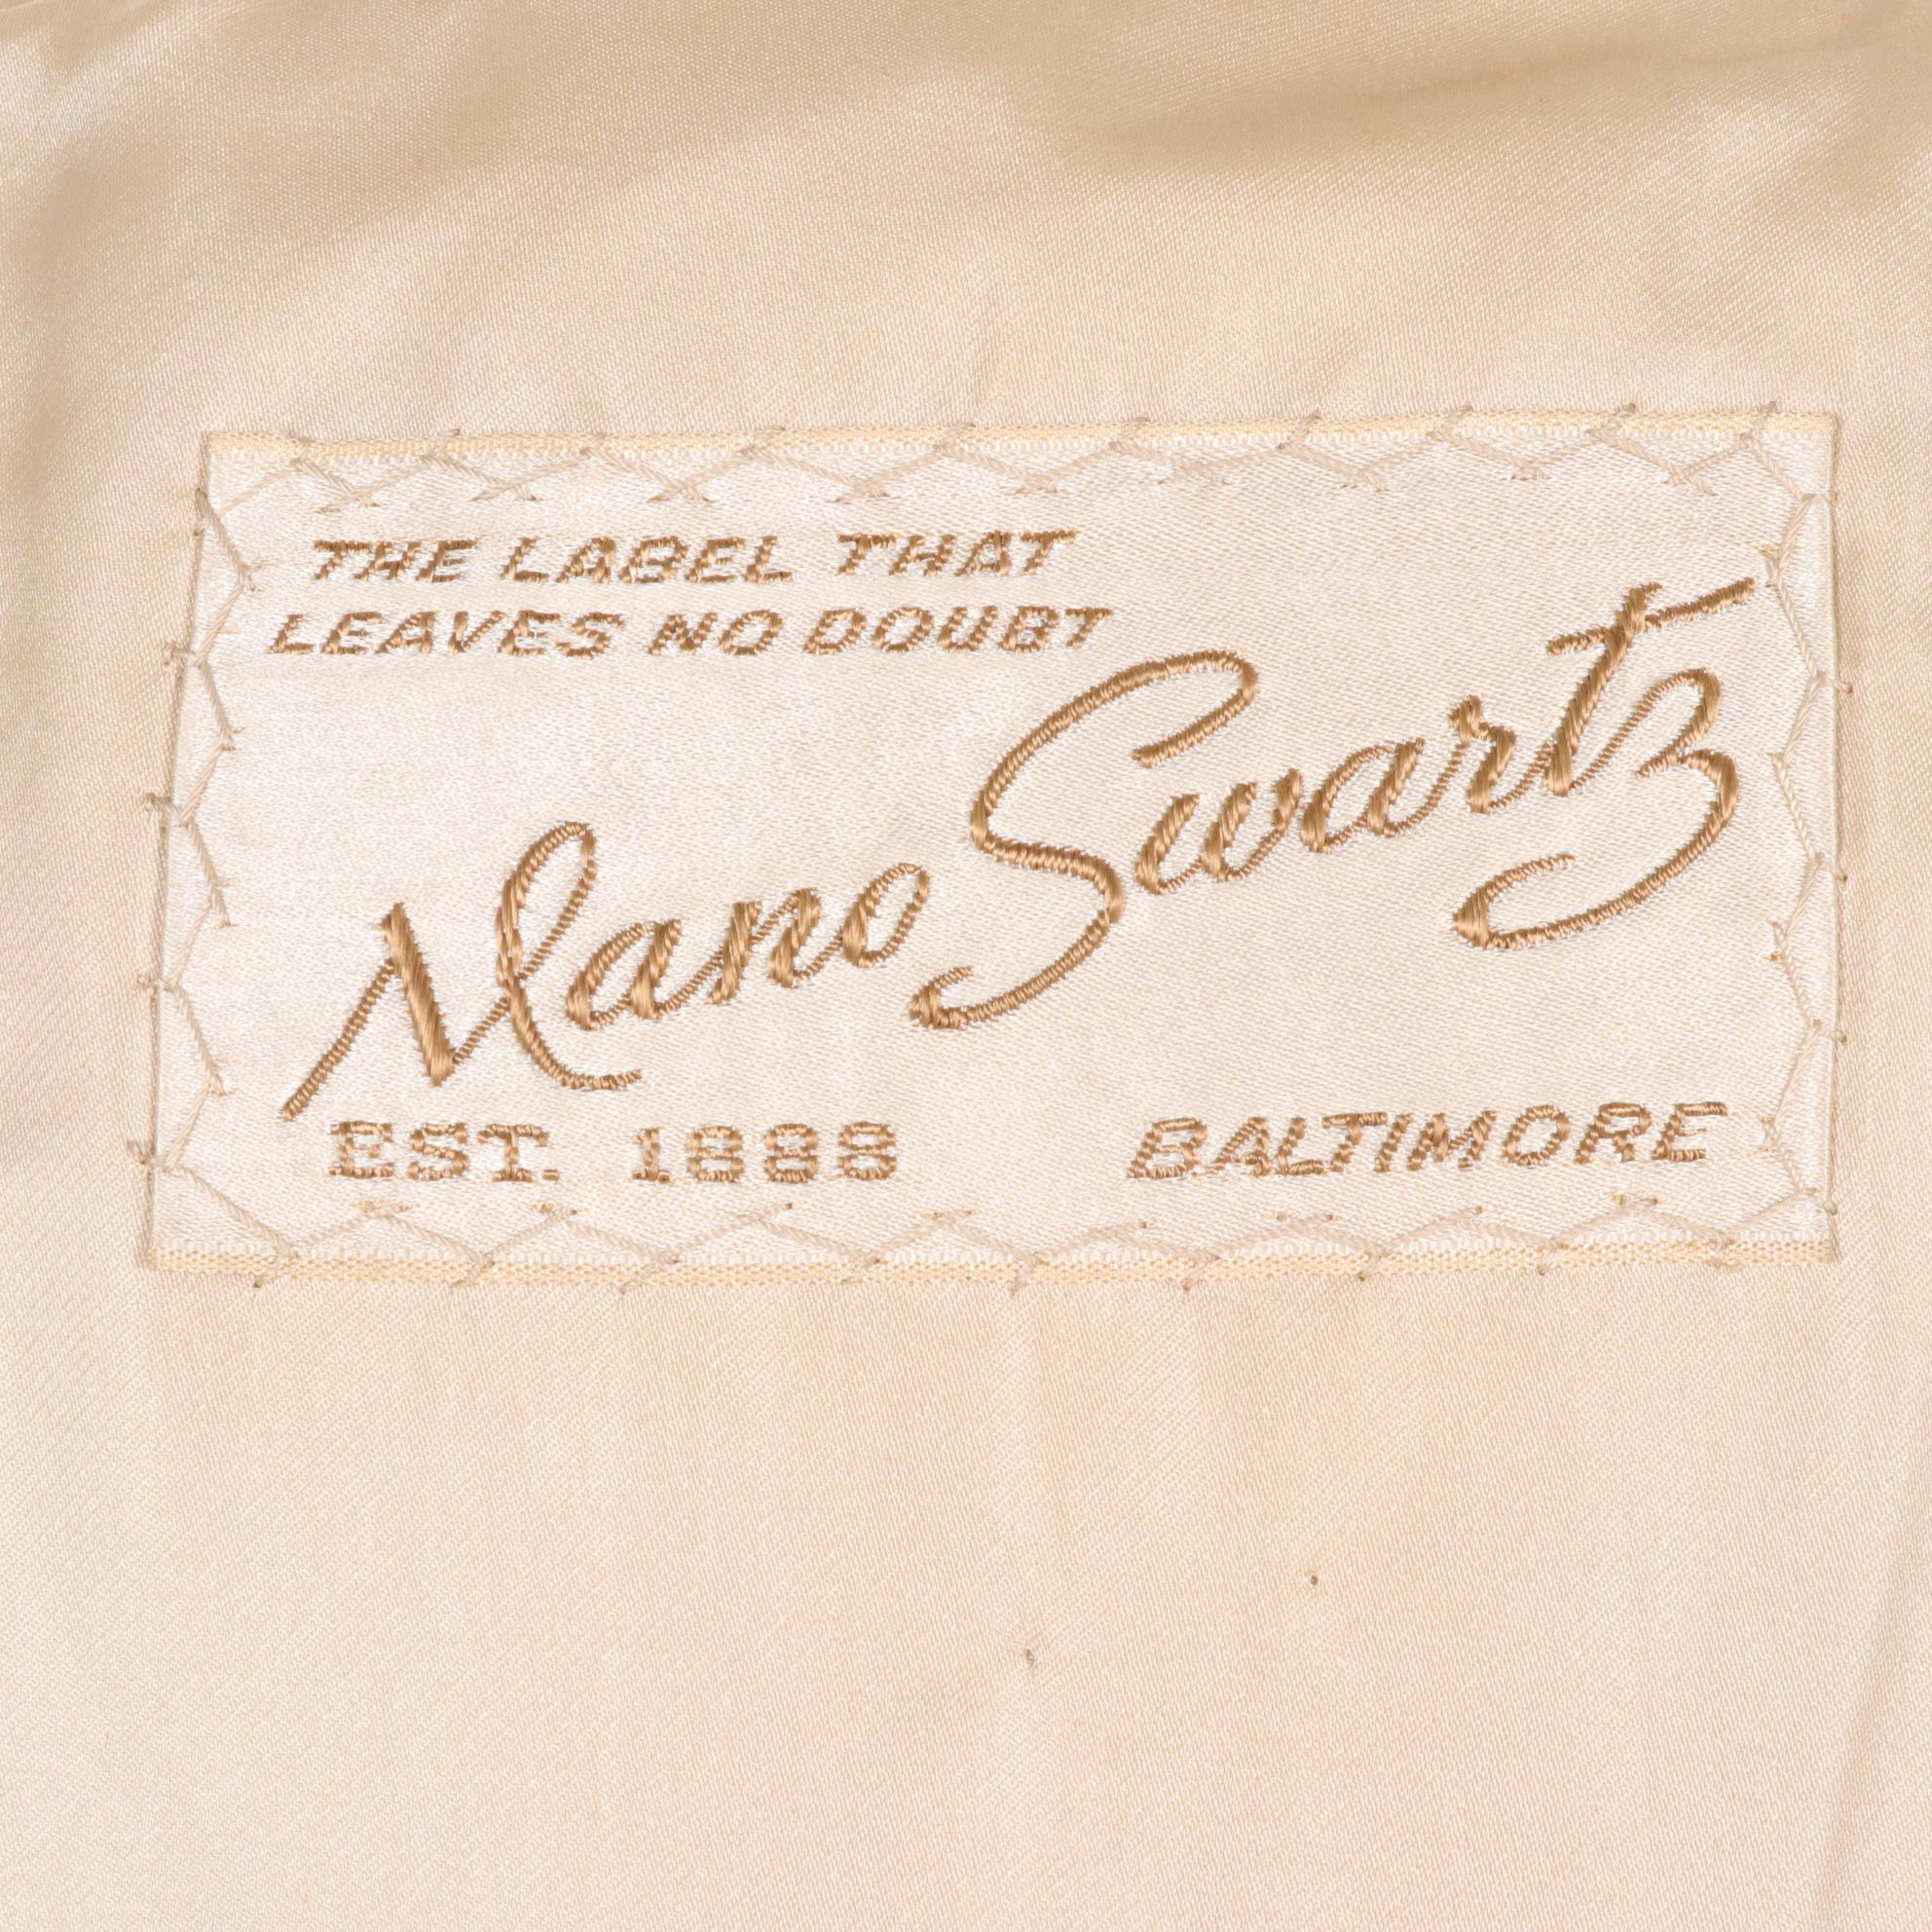 THE LABEL THAT
LEAVES NO DOUBT
Mano Swartz
EST. 1888 BALTIMORE